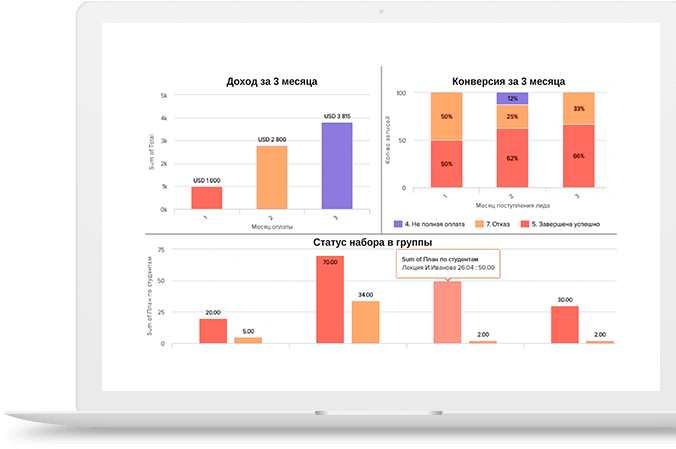 Доход за 3 месяца
5k
4k
3k
2k
1k
0k
Sum of Total
USD 1 000
USD 2 800
USD 3 815
1
2
3
Месяц оплаты
Конверсия за 3 месяца
100
50
0
Кол-во записей
50%
50%
12%
25%
62%
33%
66%
1
2
3
Месяц поступления лида
4. Не полная оплата
7. Отказ
5. Завершена успешно
Статус набора в группы
75
50
25
0
Sum of План по студентам
20.00
5.00
70.00
34.00
Sum of План по студентам
Лекция И.Иванова 26.04 : 50.00
2.00
30.00
2.00